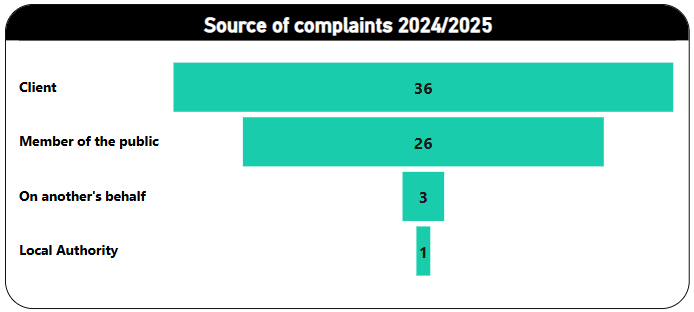 Source of complaints 2024/2025
Client 36
Member of the public 26
On another's behalf 3
Local Authority 1